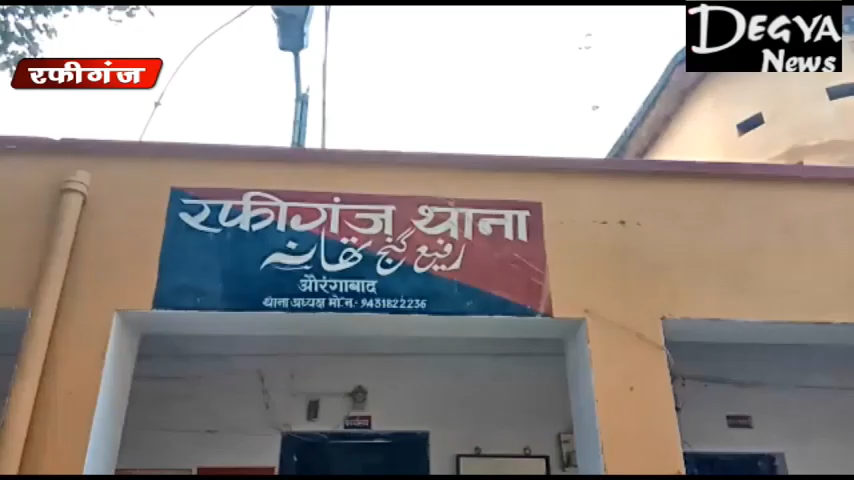 DEGYA
News
रफीगंज
रफीगंज थाना
رفیع گنج تھانہ
औरंगाबाद
थाना अध्यक्ष मो.न.- 9431822236